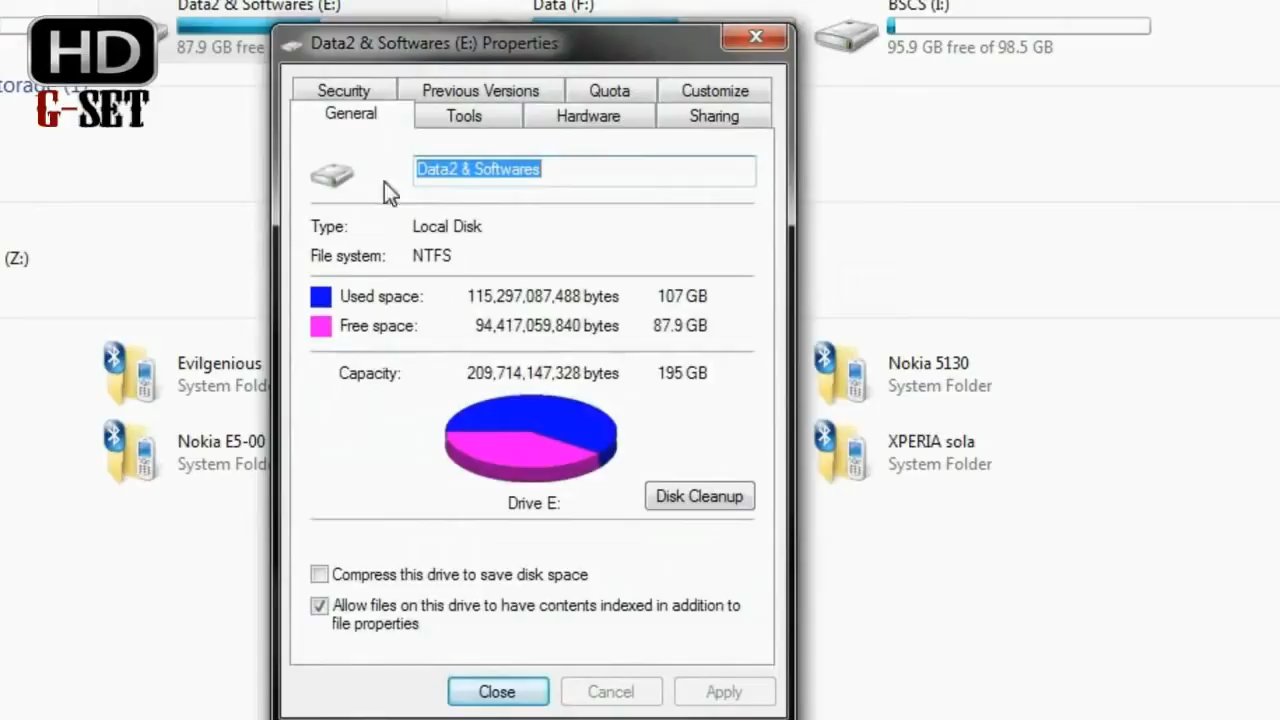 Data2 & Softwares (E:)
Data (F:)
BSCS (I:)
HD
G-SET
87.9 GB free
95.9 GB free of 98.5 GB
Data2 & Softwares (E:) Properties
Security
Previous Versions
Quota
Customize
General
Tools
Hardware
Sharing
Data2 & Softwares
Type: Local Disk
File system: NTFS
(Z:)
Used space: 115,297,087,488 bytes 107 GB
Free space: 94,417,059,840 bytes 87.9 GB
Capacity: 209,714,147,328 bytes 195 GB
Evilgenious
System Fold
Nokia 5130
System Folder
Nokia E5-00
System Fold
XPERIA sola
System Folder
Drive E:
Disk Cleanup
Compress this drive to save disk space
Allow files on this drive to have contents indexed in addition to
file properties
Close
Cancel
Apply